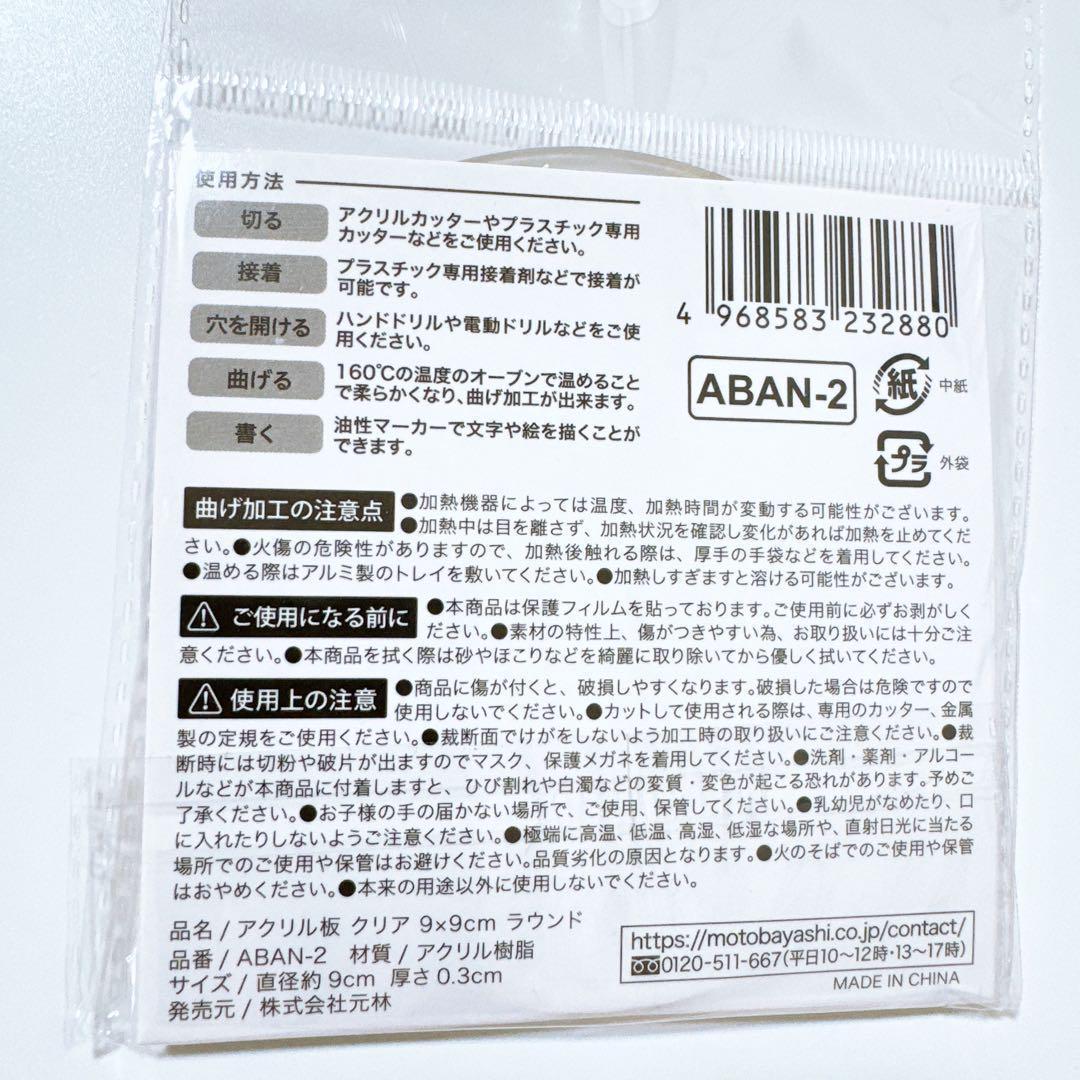 使用方法
切る
アクリルカッターやプラスチック専用
カッターなどをご使用ください。
接着
プラスチック専用接着剤などで接着が
可能です。
穴を開ける
ハンドドリルや電動ドリルなどをご使
用ください。
曲げる
160℃の温度のオーブンで温めること
で柔らかくなり、曲げ加工が出来ます。
書く
油性マーカーで文字や絵を描くことが
できます。
4 968583 232880
ABAN-2
紙 中紙
プラ 外袋
曲げ加工の注意点 ●加熱機器によっては温度、加熱時間が変動する可能性がございます。
●加熱中は目を離さず、加熱状況を確認し変化があれば加熱を止めてくだ
さい。●火傷の危険性がありますので、加熱後触れる際は、厚手の手袋などを着用してください。
●温める際はアルミ製のトレイを敷いてください。●加熱しすぎますと溶ける可能性がございます。
ご使用になる前に ●本商品は保護フィルムを貼っております。ご使用前に必ずお剥がしく
ださい。●素材の特性上、傷がつきやすい為、お取り扱いには十分ご注
意ください。●本商品を拭く際は砂やほこりなどを綺麗に取り除いてから優しく拭いてください。
使用上の注意 ●商品に傷が付くと、破損しやすくなります。破損した場合は危険ですので
使用しないでください。●カットして使用される際は、専用のカッター、金属
製の定規をご使用ください。●裁断面でけがをしないよう加工時の取り扱いにご注意ください。●裁
断時には切粉や破片が出ますのでマスク、保護メガネを着用してください。●洗剤・薬剤・アルコー
ルなどが本商品に付着しますと、ひび割れや白濁などの変質・変色が起こる恐れがあります。予めご
了承ください。●お子様の手の届かない場所で、ご使用、保管してください。●乳幼児がなめたり、口
に入れたりしないようご注意ください。●極端に高温、低温、高湿、低湿な場所や、直射日光に当たる
場所でのご使用や保管はお避けください。品質劣化の原因となります。●火のそばでのご使用や保管
はおやめください。●本来の用途以外に使用しないでください。
品名/アクリル板 クリア 9×9cm ラウンド
品番/ABAN-2 材質/アクリル樹脂
サイズ/直径約9cm 厚さ0.3cm
発売元/株式会社元林
https://motobayashi.co.jp/contact/
0120-511-667(平日10〜12時・13〜17時)
MADE IN CHINA